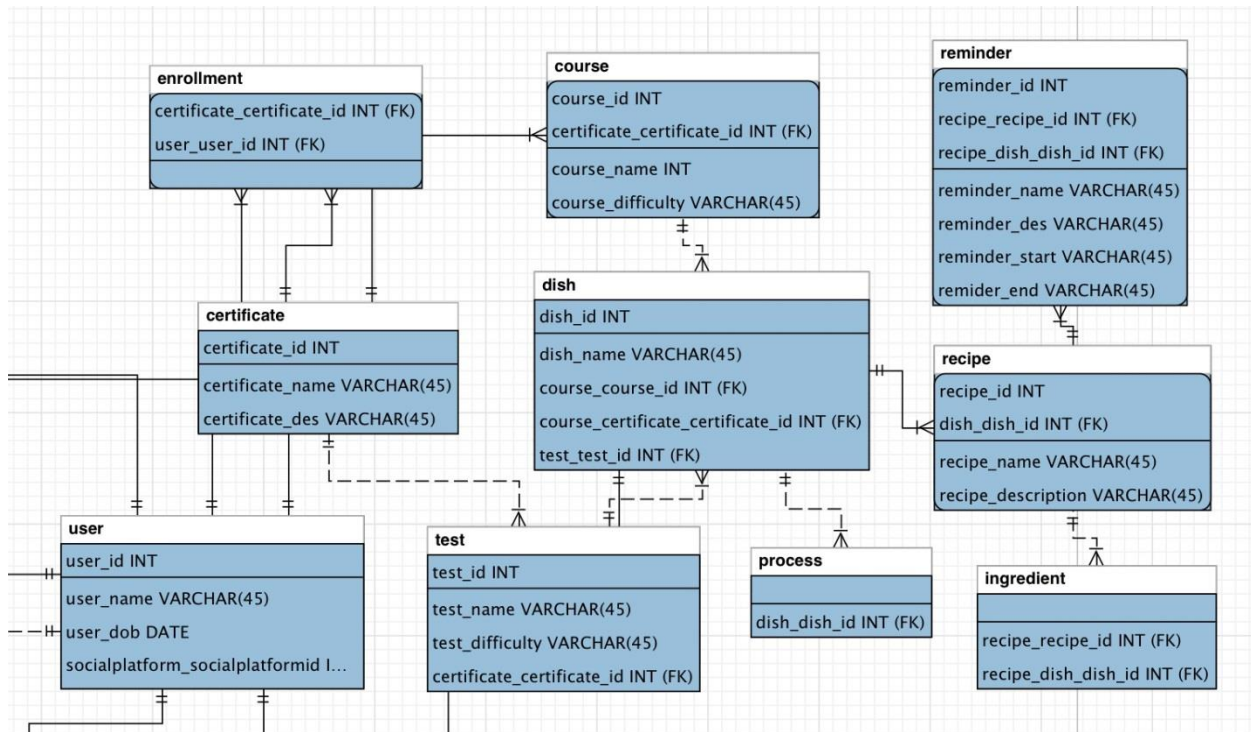 enrollment
certificate_certificate_id INT (FK)
user_user_id INT (FK)
course
course_id INT
certificate_certificate_id INT (FK)
course_name INT
course_difficulty VARCHAR(45)
reminder
reminder_id INT
recipe_recipe_id INT (FK)
recipe_dish_dish_id INT (FK)
reminder_name VARCHAR(45)
reminder_des VARCHAR(45)
reminder_start VARCHAR(45)
remider_end VARCHAR(45)
certificate
certificate_id INT
certificate_name VARCHAR(45)
certificate_des VARCHAR(45)
dish
dish_id INT
dish_name VARCHAR(45)
course_course_id INT (FK)
course_certificate_certificate_id INT (FK)
test_test_id INT (FK)
recipe
recipe_id INT
dish_dish_id INT (FK)
recipe_name VARCHAR(45)
recipe_description VARCHAR(45)
user
user_id INT
user_name VARCHAR(45)
user_dob DATE
socialplatform_socialplatformid I...
test
test_id INT
test_name VARCHAR(45)
test_difficulty VARCHAR(45)
certificate_certificate_id INT (FK)
process
dish_dish_id INT (FK)
ingredient
recipe_recipe_id INT (FK)
recipe_dish_dish_id INT (FK)